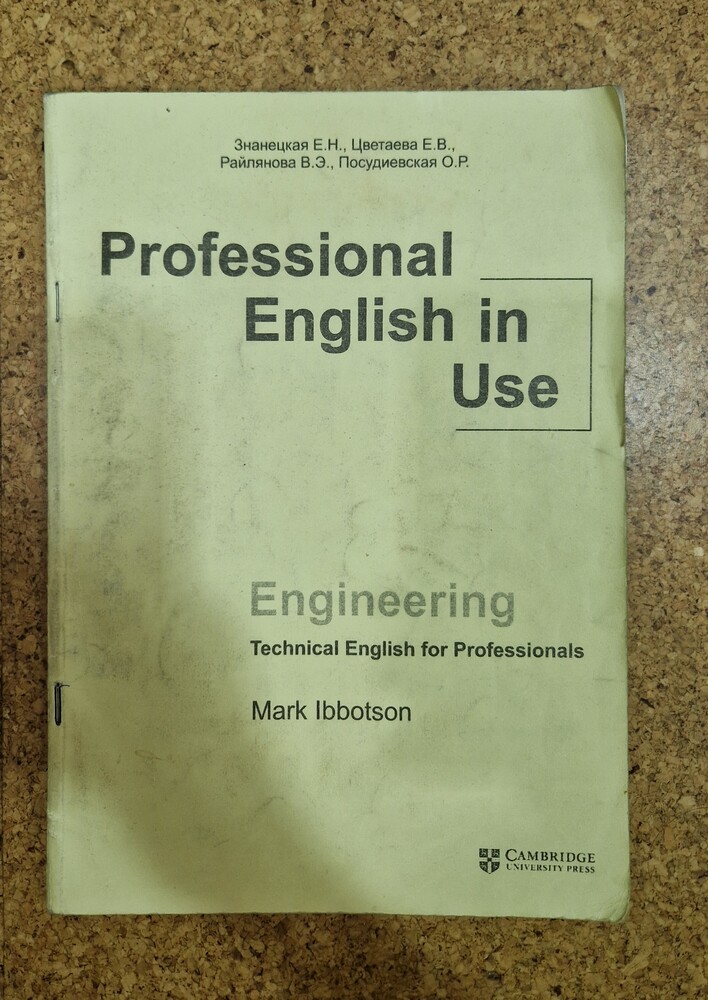 Знанецкая Е.Н., Цветаева Е.В.,
Райлянова В.Э., Посудиевская О.Р.
Professional
English in
Use
Engineering
Technical English for Professionals
Mark Ibbotson
CAMBRIDGE
UNIVERSITY PRESS